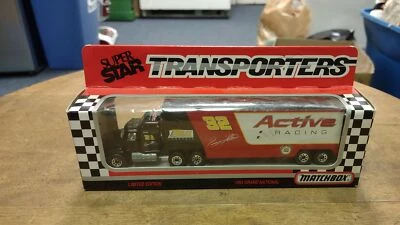 SUPER
STAR
TRANSPORTERS
32
Active
RACING
LIMITED EDITION
MATCHBOX